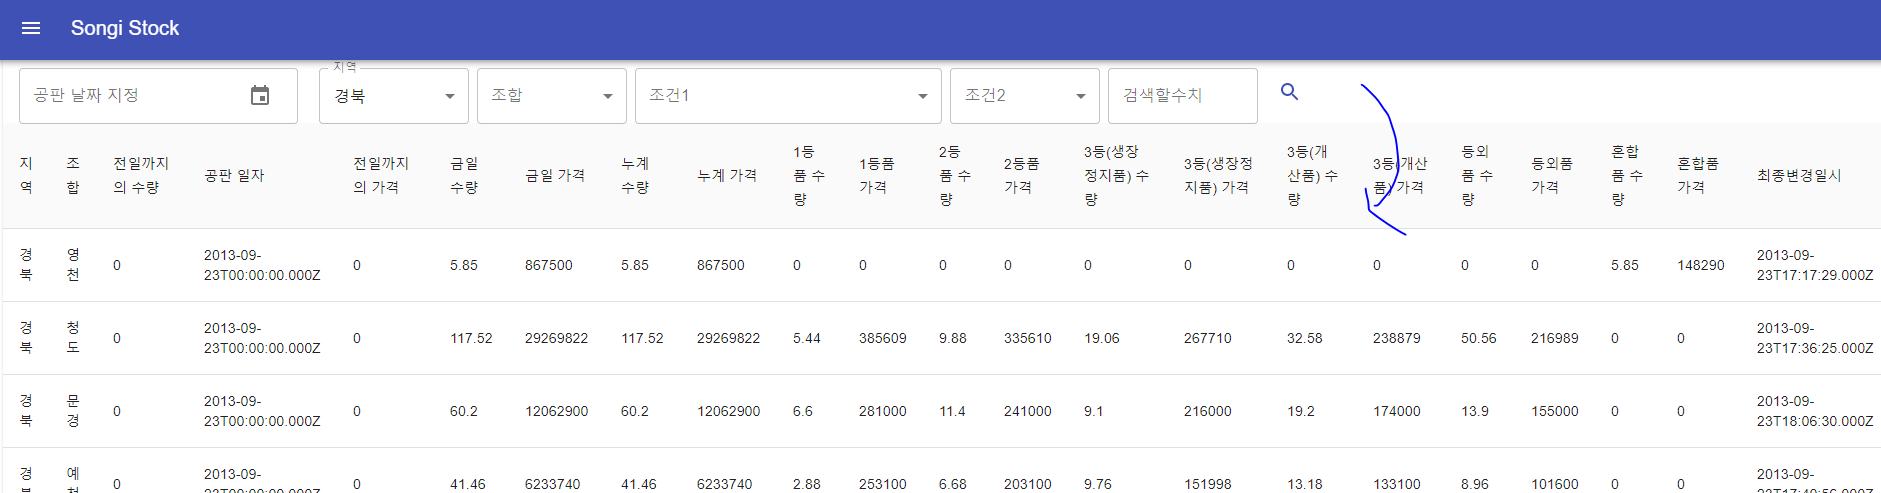 Songi Stock
지역
공판 날짜 지정 경북 조합 조건1 조건2 검색할수치
지역 조합 전일까지의 수량 공판 일자 전일까지의 가격 금일 수량 금일 가격 누계 수량 누계 가격 1등품 수량 1등품 가격 2등품 수량 2등품 가격 3등(생장정지품) 수량 3등(생장정지품) 가격 3등(개산품) 수량 3등(개산품) 가격 등외품 수량 등외품 가격 혼합품 수량 혼합품 가격 최종변경일시
경북 영천 0 2013-09-23T00:00:00.000Z 0 5.85 867500 5.85 867500 0 0 0 0 0 0 0 0 0 0 5.85 148290 2013-09-23T17:17:29.000Z
경북 청도 0 2013-09-23T00:00:00.000Z 0 117.52 29269822 117.52 29269822 5.44 385609 9.88 335610 19.06 267710 32.58 238879 50.56 216989 0 0 2013-09-23T17:36:25.000Z
경북 문경 0 2013-09-23T00:00:00.000Z 0 60.2 12062900 60.2 12062900 6.6 281000 11.4 241000 9.1 216000 19.2 174000 13.9 155000 0 0 2013-09-23T18:06:30.000Z
경북 예천 0 2013-09-23T00:00:00.000Z 0 41.46 6233740 41.46 6233740 2.88 253100 6.68 203100 9.76 151998 13.18 133100 8.96 101600 0 0 2013-09-